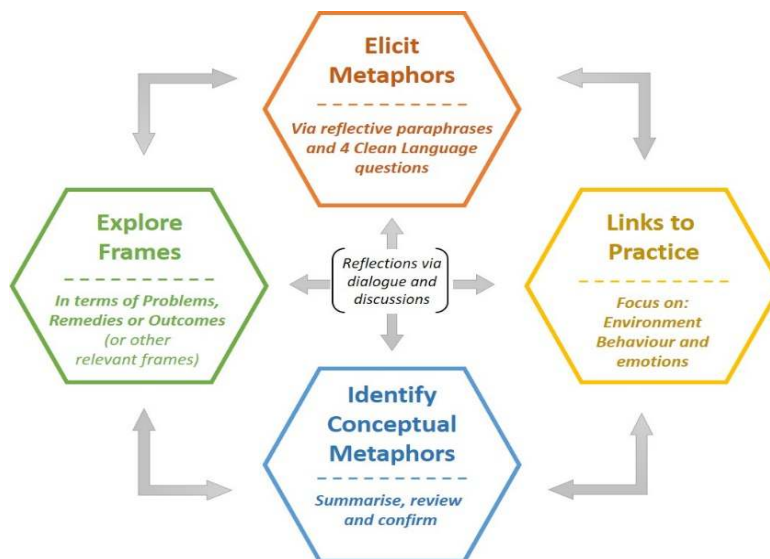 Elicit
Metaphors
Via reflective paraphrases
and 4 Clean Language
questions
Explore
Frames
In terms of Problems,
Remedies or Outcomes
(or other
relevant frames)
Reflections via
dialogue and
discussions
Links to
Practice
Focus on:
Environment
Behaviour and
emotions
Identify
Conceptual
Metaphors
Summarise, review
and confirm